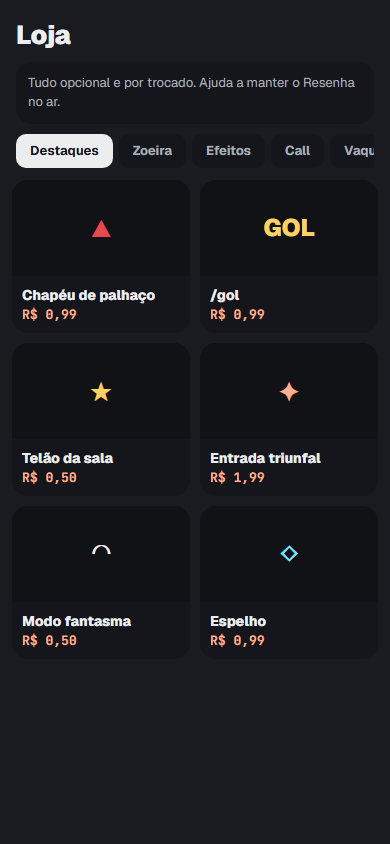 Loja
Tudo opcional e por trocado. Ajuda a manter o Resenha
no ar.
Destaques Zoeira Efeitos Call Vaqu
GOL
Chapéu de palhaço /gol
R$ 0,99 R$ 0,99
Telão da sala Entrada triunfal
R$ 0,50 R$ 1,99
Modo fantasma Espelho
R$ 0,50 R$ 0,99